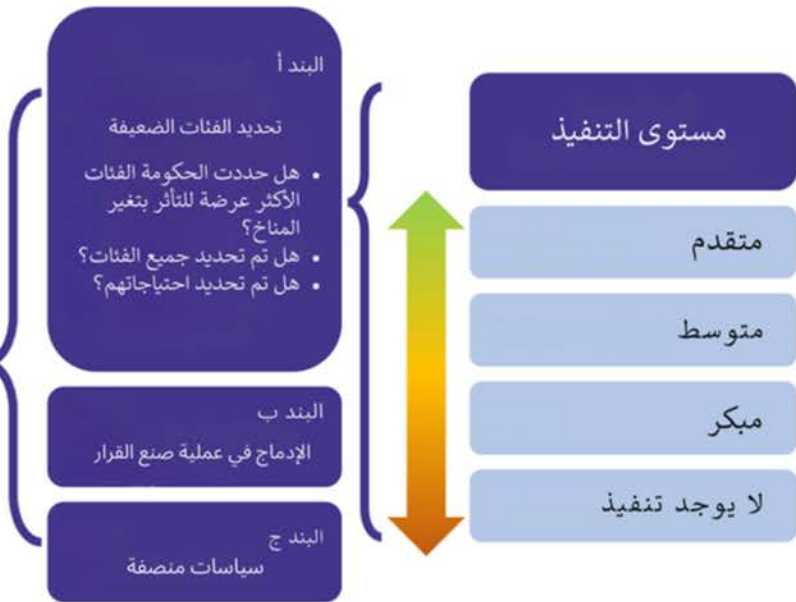 مستوى التنفيذ
متقدم
متوسط
مبكر
لا يوجد تنفيذ
البند أ
تحديد الفئات الضعيفة
• هل حددت الحكومة الفئات
الأكثر عرضة للتأثر بتغير
المناخ؟
• هل تم تحديد جميع الفئات؟
• هل تم تحديد احتياجاتهم؟
البند ب
الإدماج في عملية صنع القرار
البند ج
سياسات منصفة